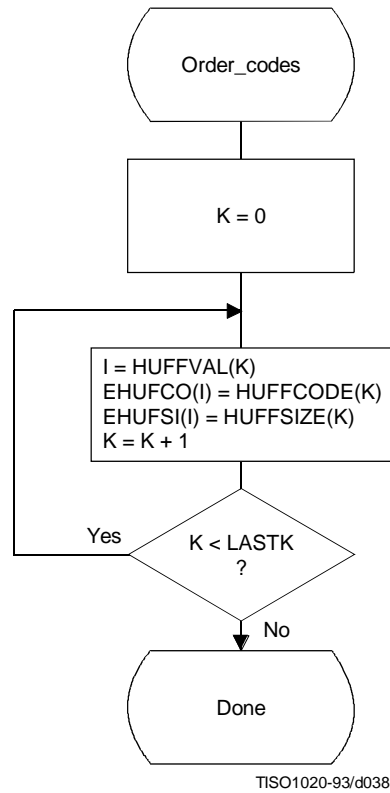 Order_codes
K = 0
I = HUFFVAL(K)
EHUFCO(I) = HUFFCODE(K)
EHUFSI(I) = HUFFSIZE(K)
K = K + 1
Yes
K < LASTK
?
No
Done
TISO1020-93/d038